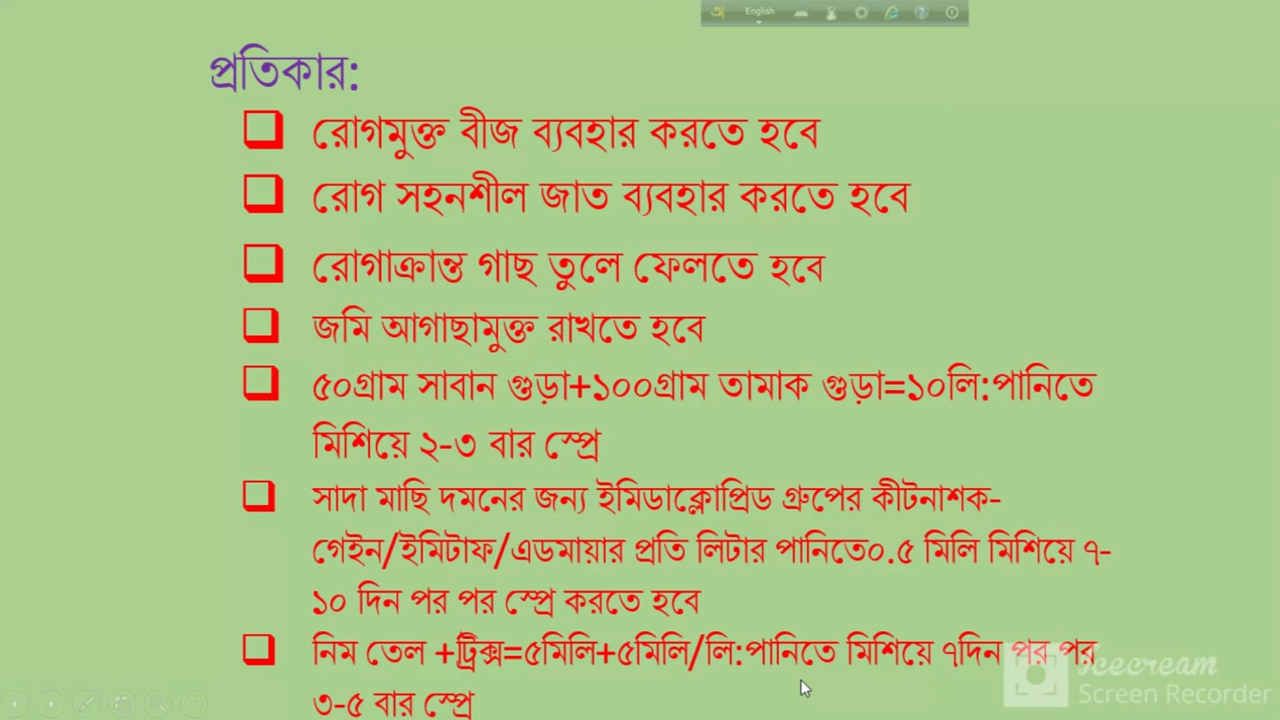 English
প্রতিকার:
রোগমুক্ত বীজ ব্যবহার করতে হবে
রোগ সহনশীল জাত ব্যবহার করতে হবে
রোগাক্রান্ত গাছ তুলে ফেলতে হবে
জমি আগাছামুক্ত রাখতে হবে
৫০গ্রাম সাবান গুড়া+১০০গ্রাম তামাক গুড়া=১০লি:পানিতে
মিশিয়ে ২-৩ বার স্প্রে
সাদা মাছি দমনের জন্য ইমিডাক্লোপ্রিড গ্রুপের কীটনাশক-
গেইন/ইমিটাফ/এডমায়ার প্রতি লিটার পানিতে০.৫ মিলি মিশিয়ে ৭-
১০ দিন পর পর স্প্রে করতে হবে
নিম তেল +ট্রিক্স=৫মিলি+৫মিলি/লি:পানিতে মিশিয়ে ৭দিন পর পর
৩-৫ বার স্প্রে
Icecream
Screen Recorder